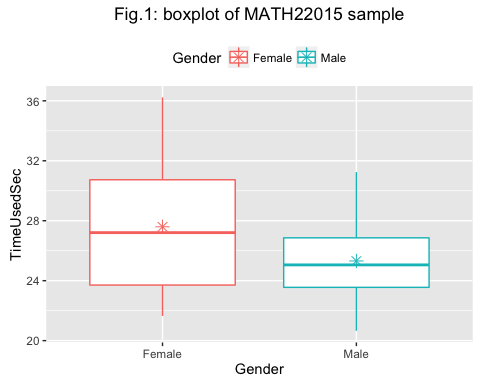 Fig.1: boxplot of MATH22015 sample
Gender Female Male
TimeUsedSec
36
32
28
24
20
Female Male
Gender